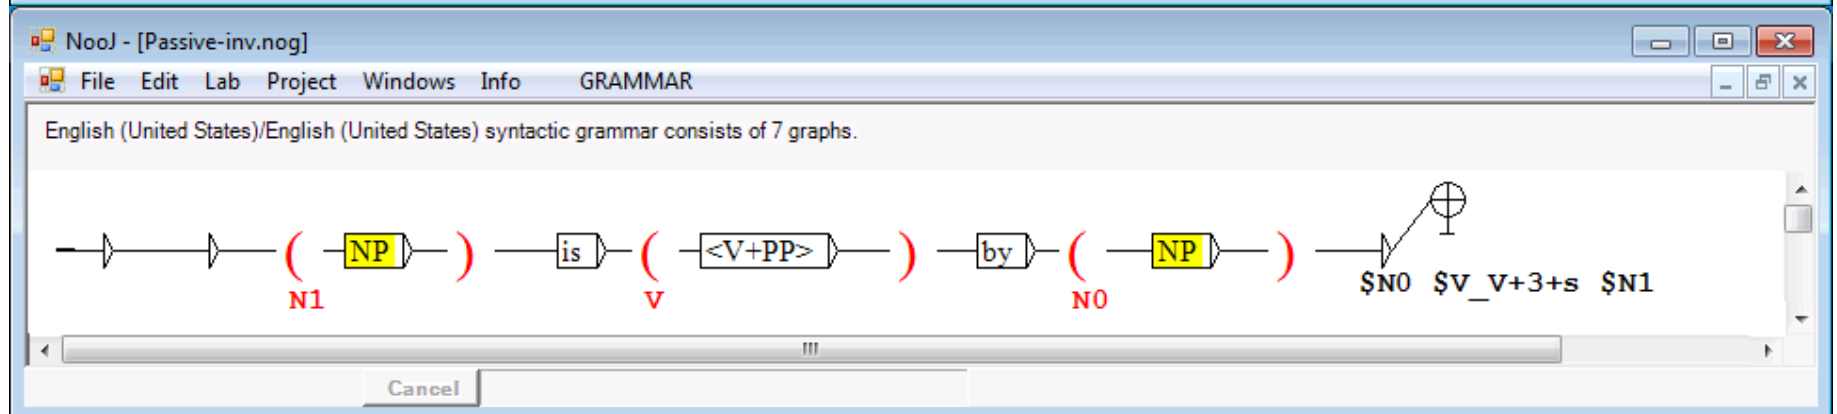 NooJ - [Passive-inv.nog]
File Edit Lab Project Windows Info GRAMMAR
English (United States)/English (United States) syntactic grammar consists of 7 graphs.
( NP ) is ( <V+PP> ) by ( NP )
N1 V N0 $N0 $V_V+3+s $N1
Cancel